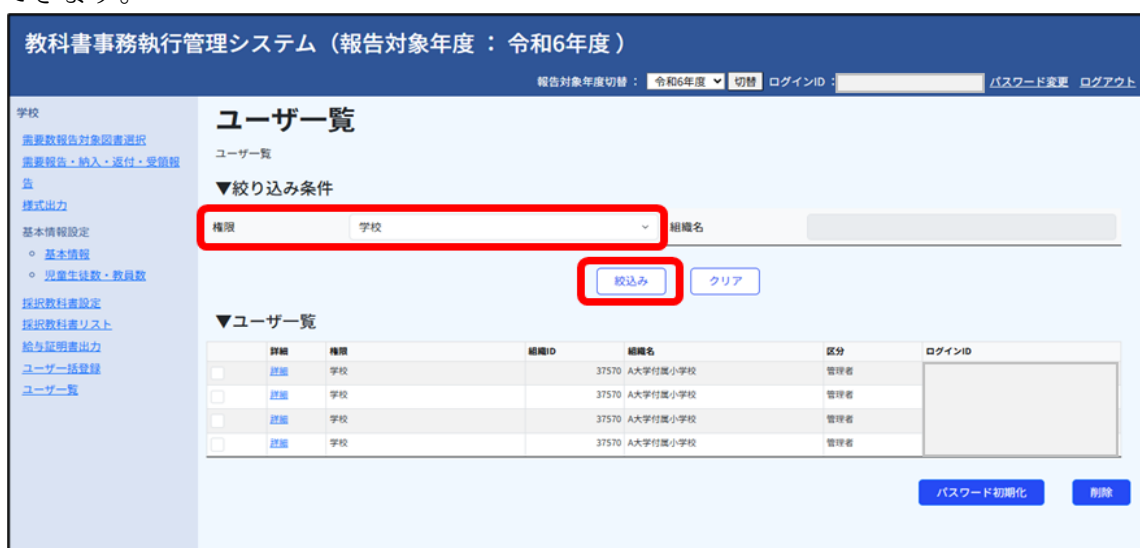 できます。
教科書事務執行管理システム（報告対象年度 ： 令和6年度 ）
報告対象年度切替 ： 令和6年度 切替 ログインID : パスワード変更 ログアウト
学校
需要数報告対象図書選択
需要報告・納入・返付・受領報
告
様式出力
基本情報設定
基本情報
児童生徒数・教員数
採択教科書設定
採択教科書リスト
給与証明書出力
ユーザー括登録
ユーザ一覧
ユーザ一覧
ユーザ一覧
▼絞り込み条件
権限 学校 組織名
絞込み クリア
▼ユーザ一覧
詳細 権限 組織ID 組織名 区分 ログインID
詳細 学校 37570 A大学付属小学校 管理者
詳細 学校 37570 A大学付属小学校 管理者
詳細 学校 37570 A大学付属小学校 管理者
詳細 学校 37570 A大学付属小学校 管理者
パスワード初期化 削除